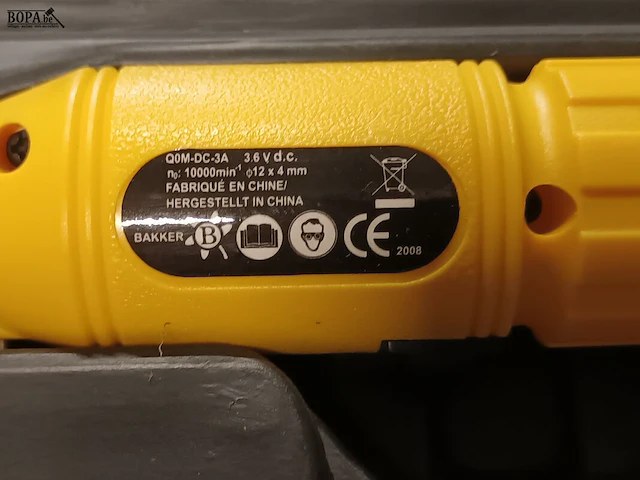 BOPA.be
Q0M-DC-3A 3.6 V d.c.
n₀: 10000min⁻¹ ϕ12 x 4 mm
FABRIQUÉ EN CHINE/
HERGESTELLT IN CHINA
BAKKER B CE 2008